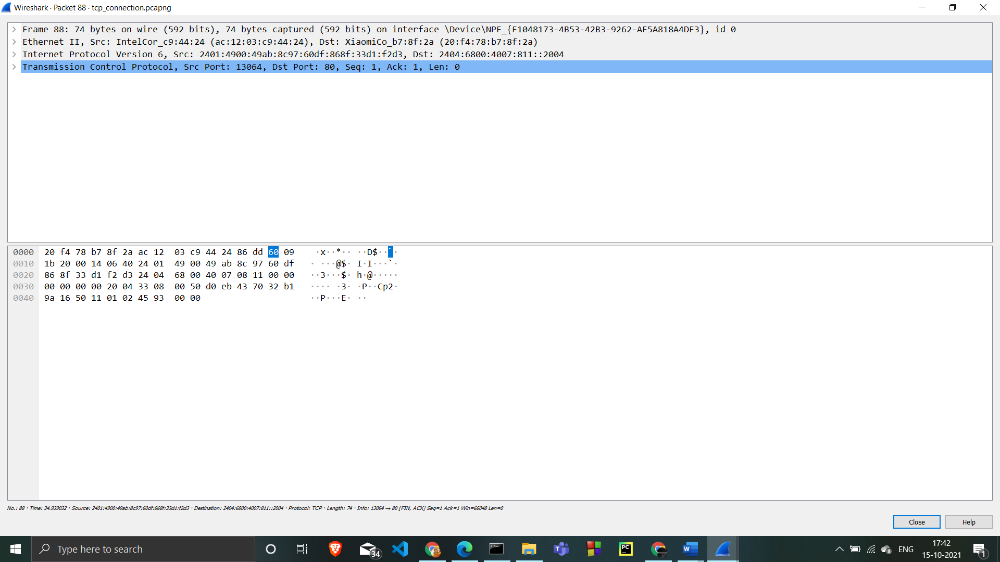 Wireshark · Packet 88 · tcp_connection.pcapng
Frame 88: 74 bytes on wire (592 bits), 74 bytes captured (592 bits) on interface \Device\NPF_{F1048173-4B53-42B3-9262-AF5A818A4DF3}, id 0
Ethernet II, Src: IntelCor_c9:44:24 (ac:12:03:c9:44:24), Dst: XiaomiCo_b7:8f:2a (20:f4:78:b7:8f:2a)
Internet Protocol Version 6, Src: 2401:4900:49ab:8c97:60df:868f:33d1:f2d3, Dst: 2404:6800:4007:811::2004
Transmission Control Protocol, Src Port: 13064, Dst Port: 80, Seq: 1, Ack: 1, Len: 0
0000 20 f4 78 b7 8f 2a ac 12 03 c9 44 24 86 dd 60 09 ·x··*·· ··D$··`·
0010 1b 20 00 14 06 40 24 01 49 00 49 ab 8c 97 60 df · ···@$· I·I···`·
0020 86 8f 33 d1 f2 d3 24 04 68 00 40 07 08 11 00 00 ··3···$· h·@·····
0030 00 00 00 00 20 04 33 08 00 50 d0 eb 43 70 32 b1 ···· ·3· ·P··Cp2·
0040 9a 16 50 11 01 02 45 93 00 00 ··P···E· ··
No.: 88 · Time: 34.939032 · Source: 2401:4900:49ab:8c97:60df:868f:33d1:f2d3 · Destination: 2404:6800:4007:811::2004 · Protocol: TCP · Length: 74 · Info: 13064 → 80 [FIN, ACK] Seq=1 Ack=1 Win=66048 Len=0
Close Help
Type here to search 34 PC ENG 17:42
15-10-2021 1